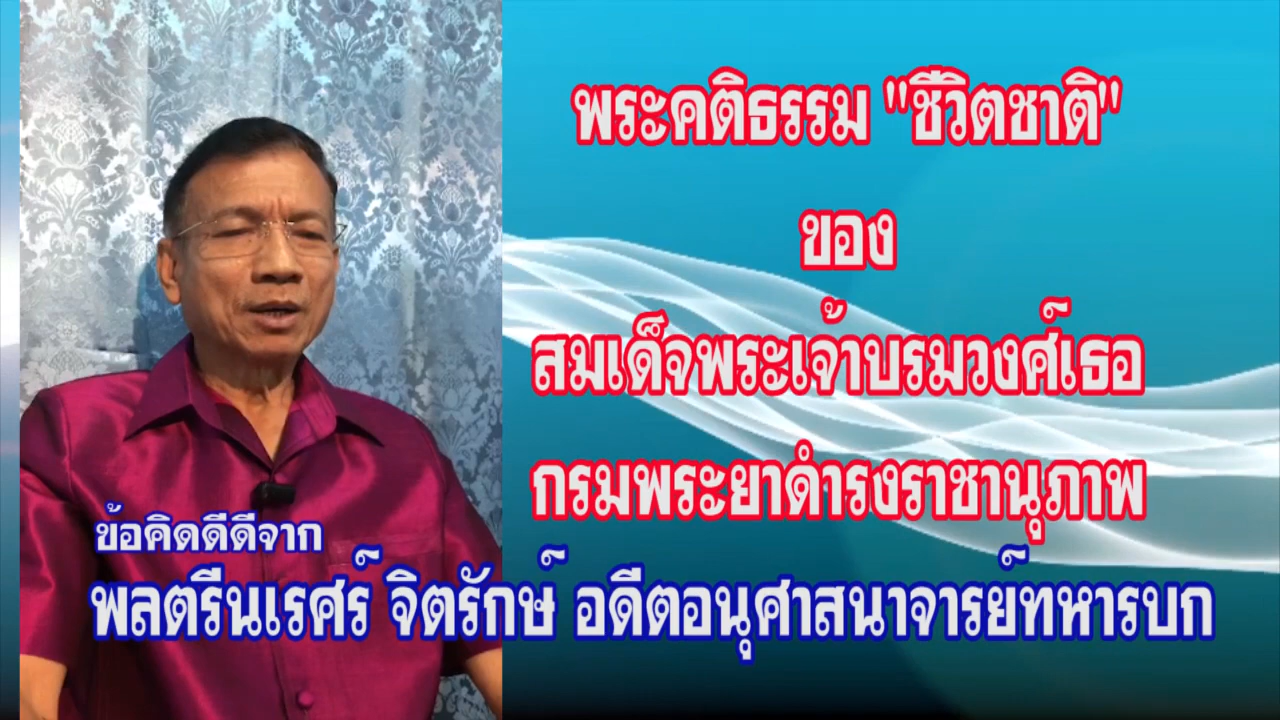 พระคติธรรม "ชีวิตชาติ"
ของ
สมเด็จพระเจ้าบรมวงศ์เธอ
กรมพระยาดำรงราชานุภาพ
ข้อคิดดีดีจาก
พลตรีนเรศร์ จิตรักษ์ อดีตอนุศาสนาจารย์ทหารบก